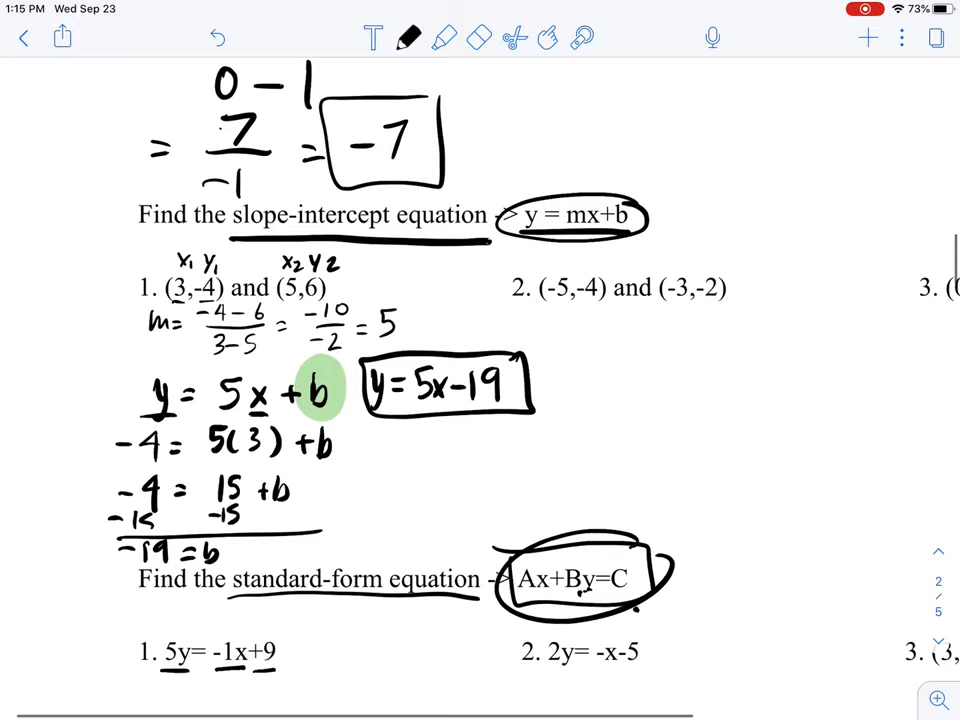 1:15 PM Wed Sep 23 73%
0 - 1
= 7/-1 = -7
Find the slope-intercept equation -> y = mx+b
x₁ y₁ x₂ y2
1. (3,-4) and (5,6) 2. (-5,-4) and (-3,-2) 3. (
m= -4-6/3-5 = -10/-2 = 5
y = 5x + b y = 5x - 19
-4 = 5(3) + b
-4 = 15 + b
-15 -15
-19 = b
Find the standard-form equation -> Ax+By=C
1. 5y= -1x+9 2. 2y= -x-5 3. (3,
2
/
5